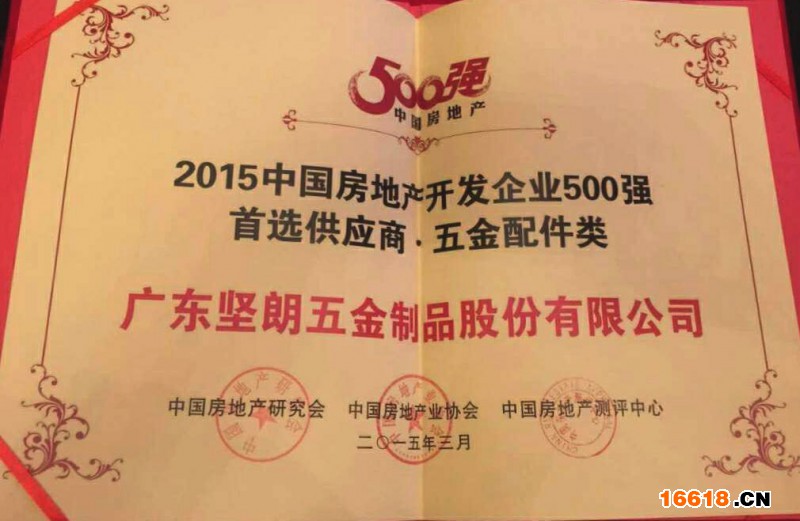 500强
中国房地产
2015中国房地产开发企业500强
首选供应商·五金配件类
广东坚朗五金制品股份有限公司
中国房地产研究会 中国房地产业协会 中国房地产测评中心
二〇一五年三月
16618.CN